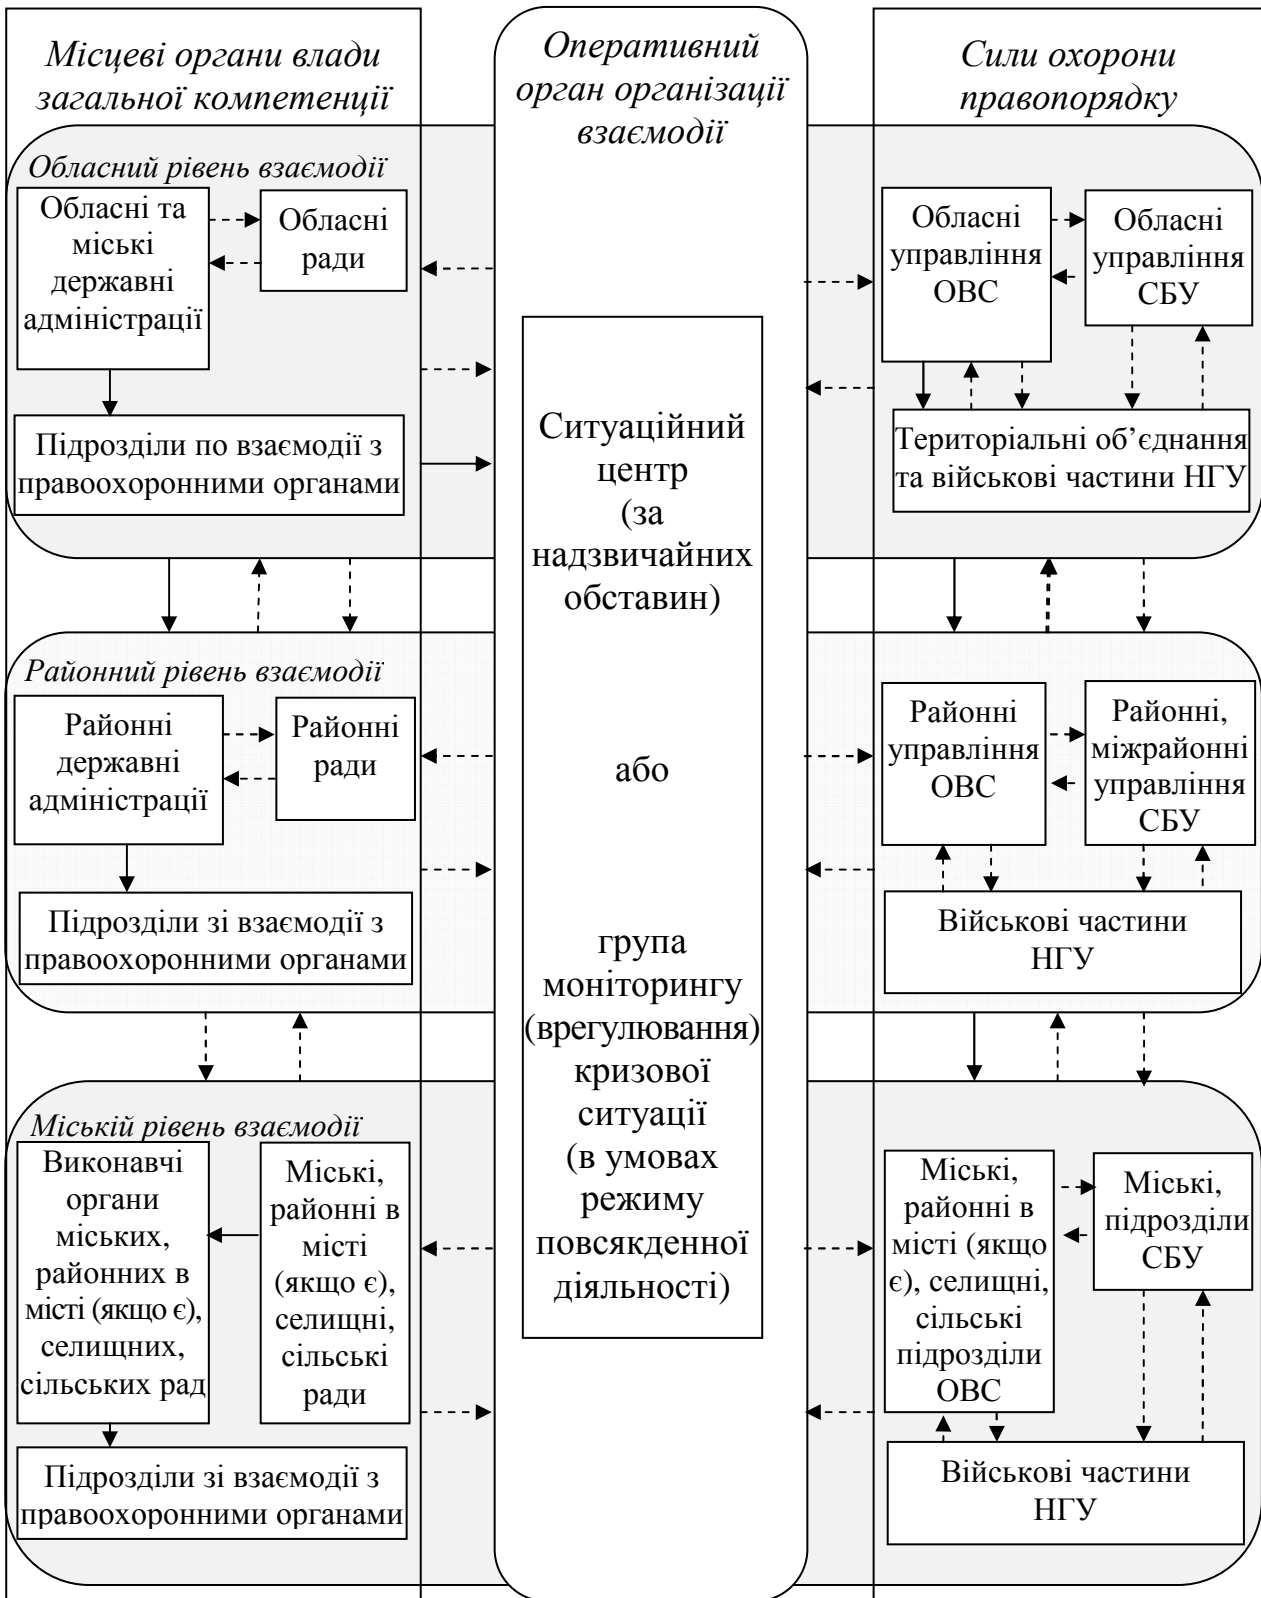 Місцеві органи влади
загальної компетенції
Оперативний
орган організації
взаємодії
Сили охорони
правопорядку
Обласний рівень взаємодії
Обласні та
міські
державні
адміністрації
Обласні
ради
Підрозділи по взаємодії з
правоохоронними органами
Обласні
управління
ОВС
Обласні
управління
СБУ
Територіальні об’єднання
та військові частини НГУ
Ситуаційний
центр
(за
надзвичайних
обставин)
або
група
моніторингу
(врегулювання)
кризової
ситуації
(в умовах
режиму
повсякденної
діяльності)
Районний рівень взаємодії
Районні
державні
адміністрації
Районні
ради
Підрозділи зі взаємодії з
правоохоронними органами
Районні
управління
ОВС
Районні,
міжрайонні
управління
СБУ
Військові частини
НГУ
Міській рівень взаємодії
Виконавчі
органи
міських,
районних в
місті (якщо є),
селищних,
сільських рад
Міські,
районні в
місті
(якщо є),
селищні,
сільські
ради
Підрозділи зі взаємодії з
правоохоронними органами
Міські,
районні в
місті (якщо
є), селищні,
сільські
підрозділи
ОВС
Міські,
підрозділи
СБУ
Військові частини
НГУ